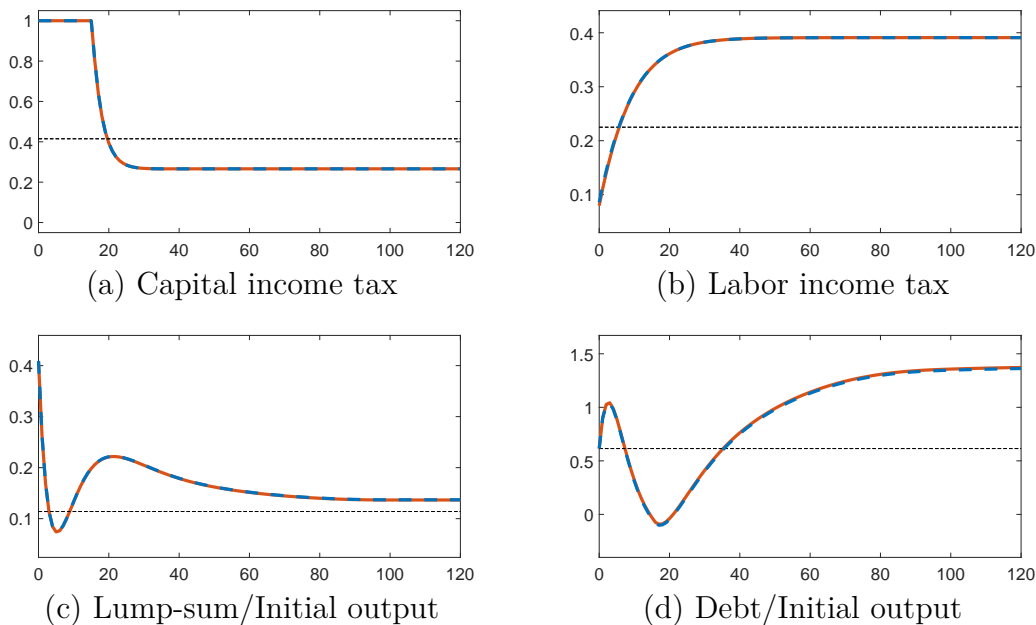 1
0.8
0.6
0.4
0.2
0
0 20 40 60 80 100 120
(a) Capital income tax
0.4
0.3
0.2
0.1
0 20 40 60 80 100 120
(b) Labor income tax
0.4
0.3
0.2
0.1
0 20 40 60 80 100 120
(c) Lump-sum/Initial output
1.5
1
0.5
0
0 20 40 60 80 100 120
(d) Debt/Initial output